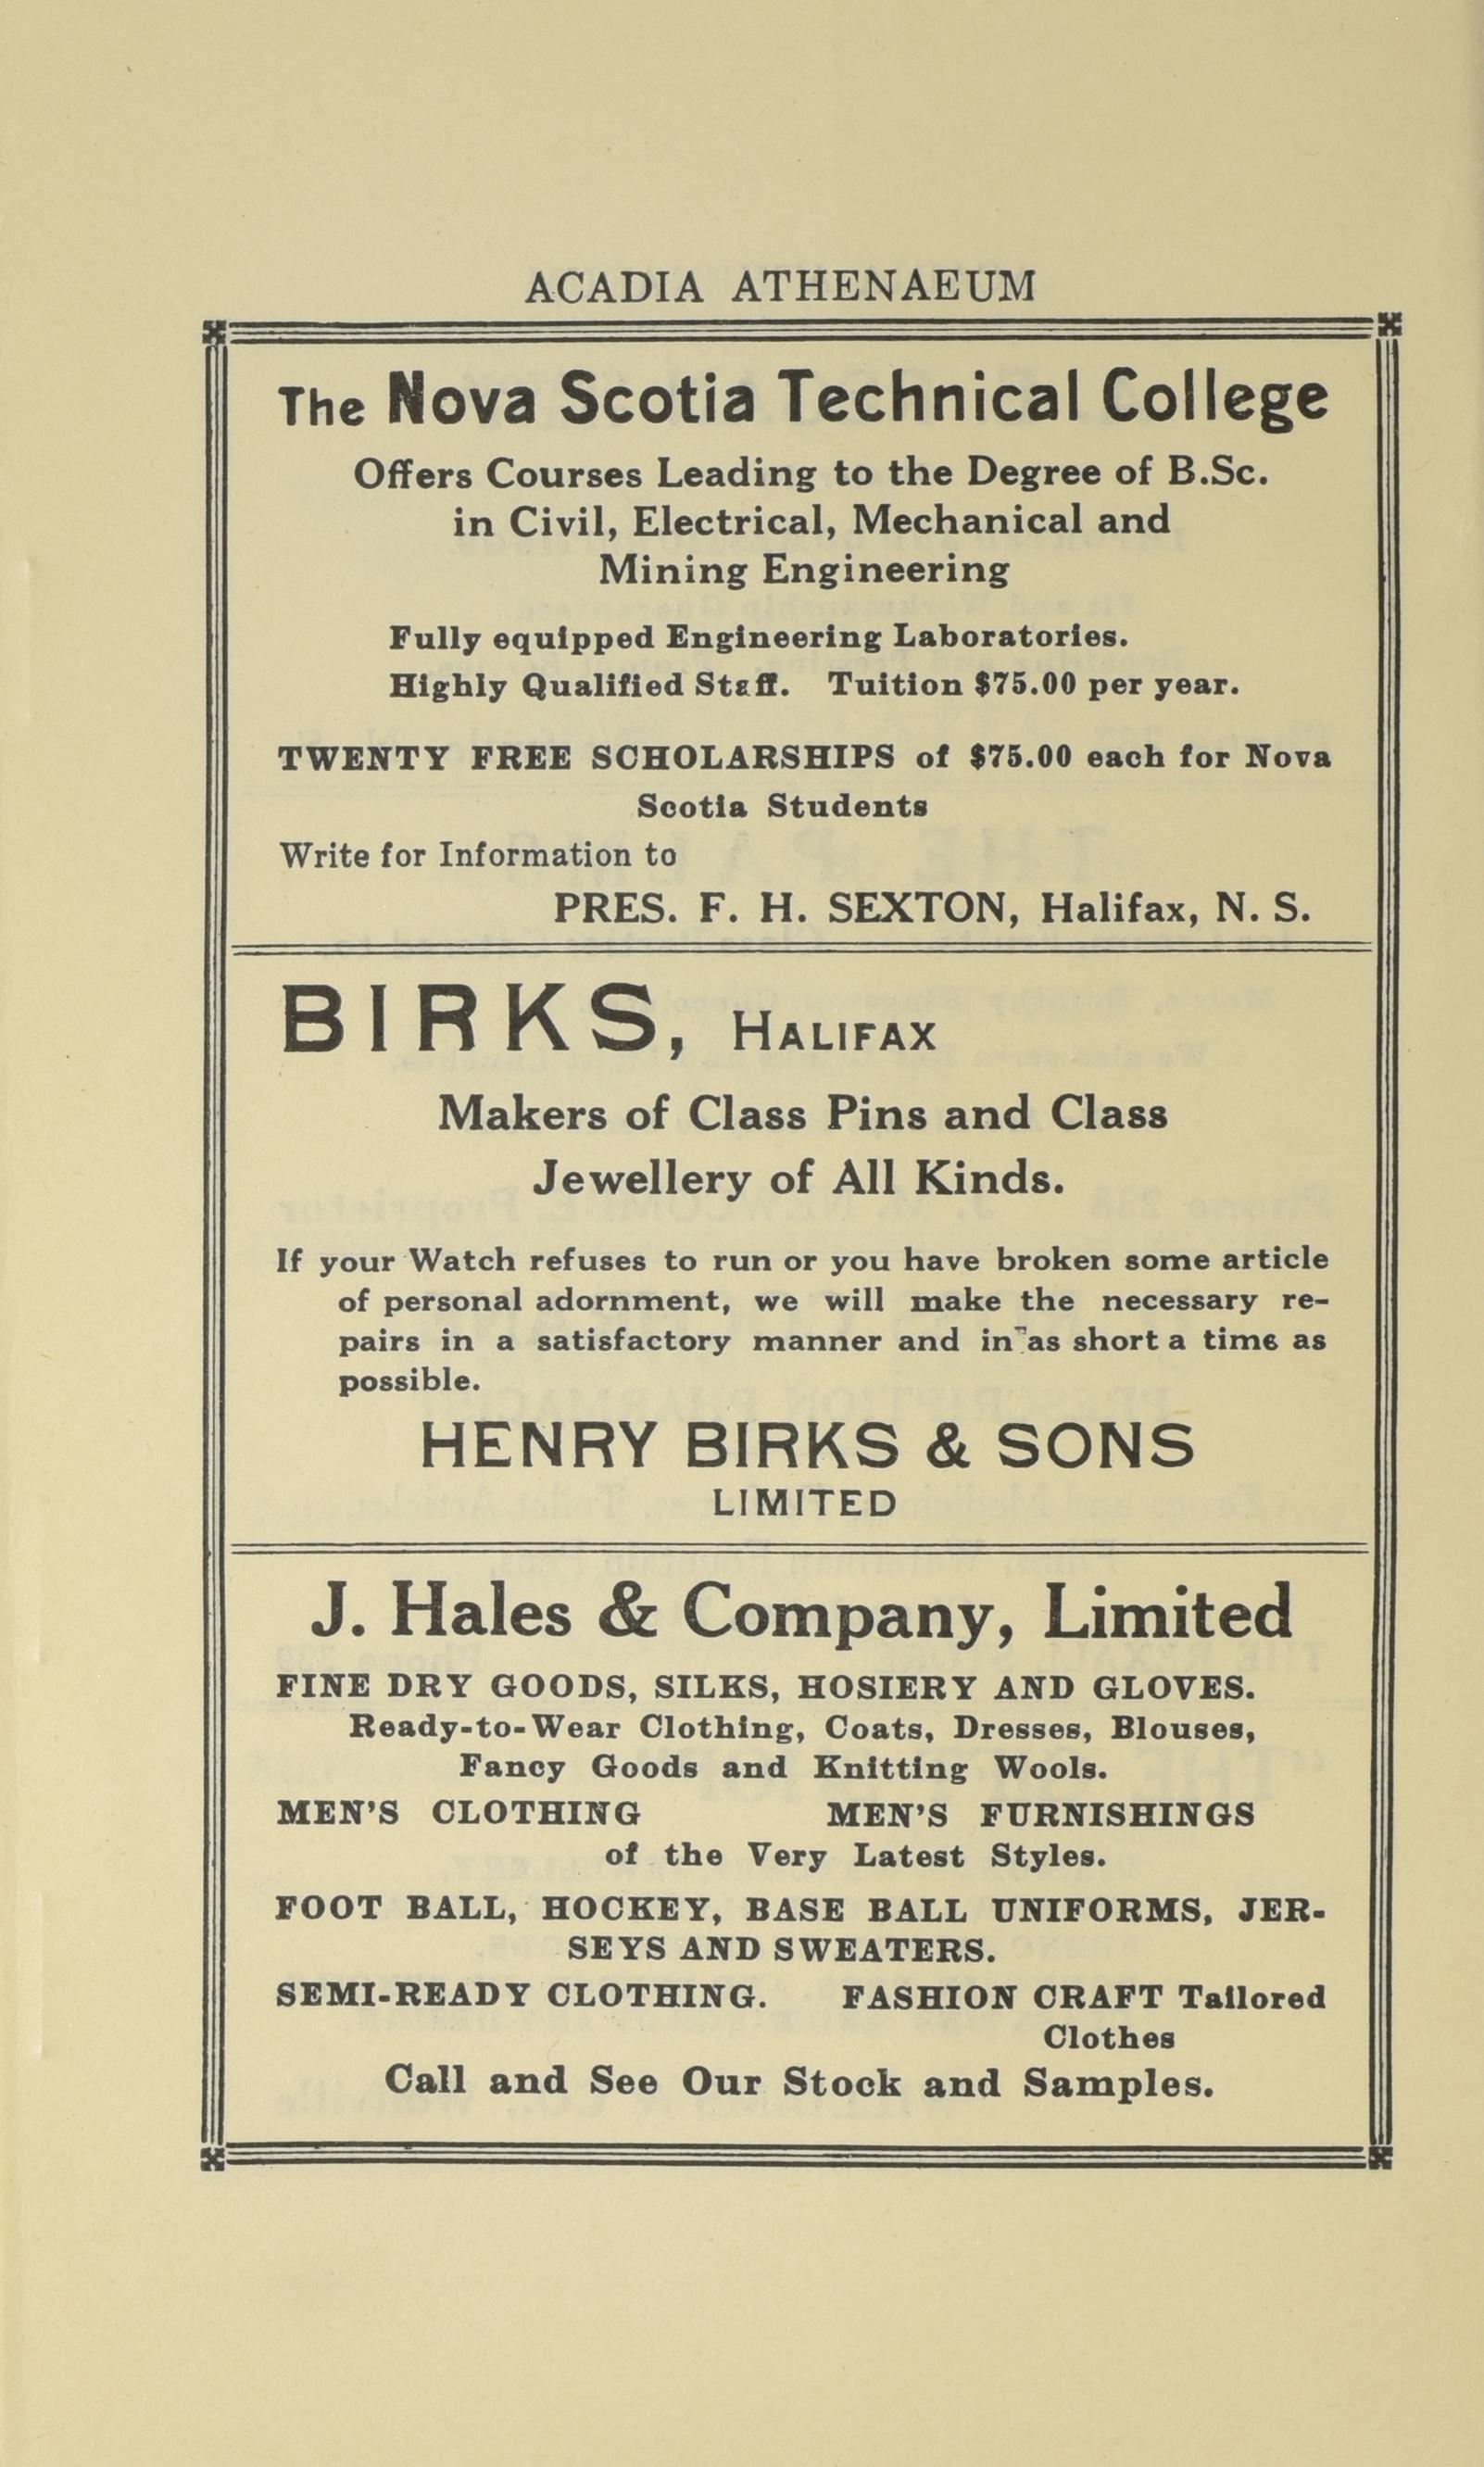 ACADIA ATHENAEUM
The Nova Scotia Technical College
Offers Courses Leading to the Degree of B.Sc.
in Civil, Electrical, Mechanical and
Mining Engineering
Fully equipped Engineering Laboratories.
Highly Qualified Staff. Tuition $75.00 per year.
TWENTY FREE SCHOLARSHIPS of $75.00 each for Nova
Scotia Students
Write for Information to
PRES. F. H. SEXTON, Halifax, N. S.
BIRKS, HALIFAX
Makers of Class Pins and Class
Jewellery of All Kinds.
If your Watch refuses to run or you have broken some article
of personal adornment, we will make the necessary re-
pairs in a satisfactory manner and in as short a time as
possible.
HENRY BIRKS & SONS
LIMITED
J. Hales & Company, Limited
FINE DRY GOODS, SILKS, HOSIERY AND GLOVES.
Ready-to-Wear Clothing, Coats, Dresses, Blouses,
Fancy Goods and Knitting Wools.
MEN'S CLOTHING MEN'S FURNISHINGS
of the Very Latest Styles.
FOOT BALL, HOCKEY, BASE BALL UNIFORMS, JER-
SEYS AND SWEATERS.
SEMI-READY CLOTHING. FASHION CRAFT Tailored
Clothes
Call and See Our Stock and Samples.